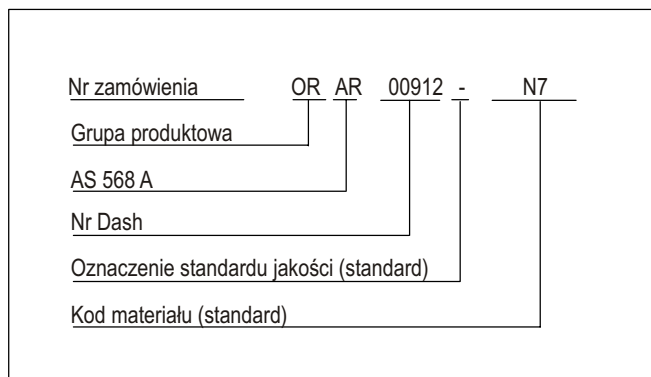 Nr zamówienia OR AR 00912 - N7
Grupa produktowa
AS 568 A
Nr Dash
Oznaczenie standardu jakości (standard)
Kod materiału (standard)